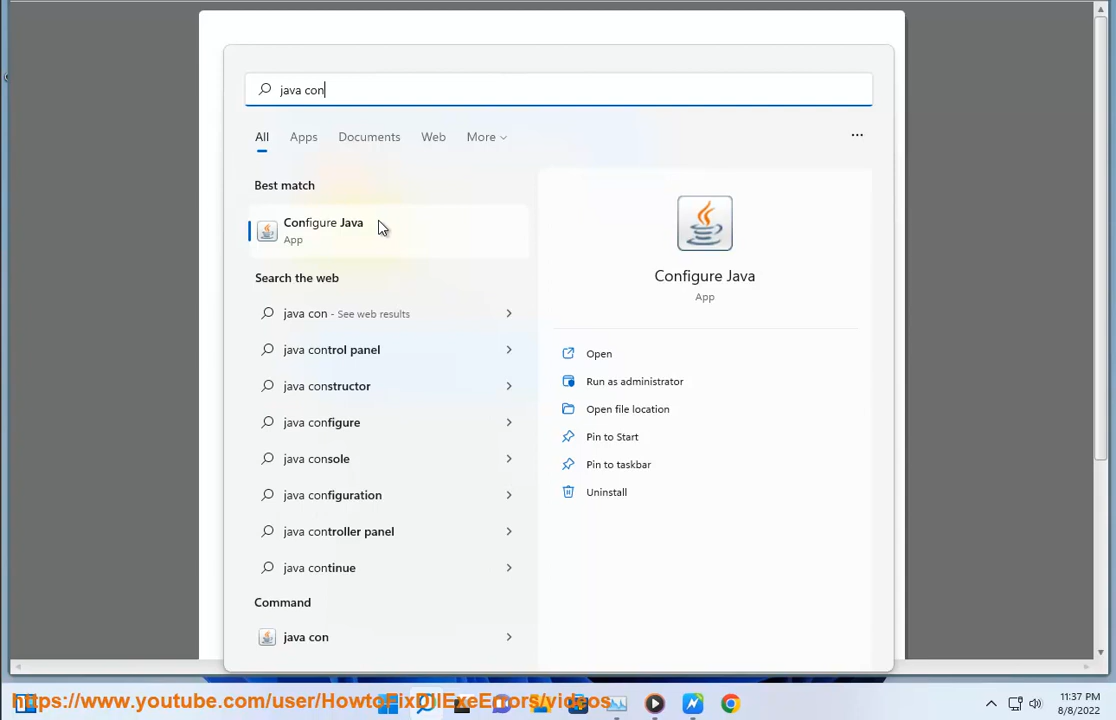 java con
All Apps Documents Web More
Best match
Configure Java
App
Search the web
java con - See web results
java control panel
java constructor
java configure
java console
java configuration
java controller panel
java continue
Command
java con
Configure Java
App
Open
Run as administrator
Open file location
Pin to Start
Pin to taskbar
Uninstall
https://www.youtube.com/user/HowtoFixDllExeErrors/videos
11:37 PM
8/8/2022